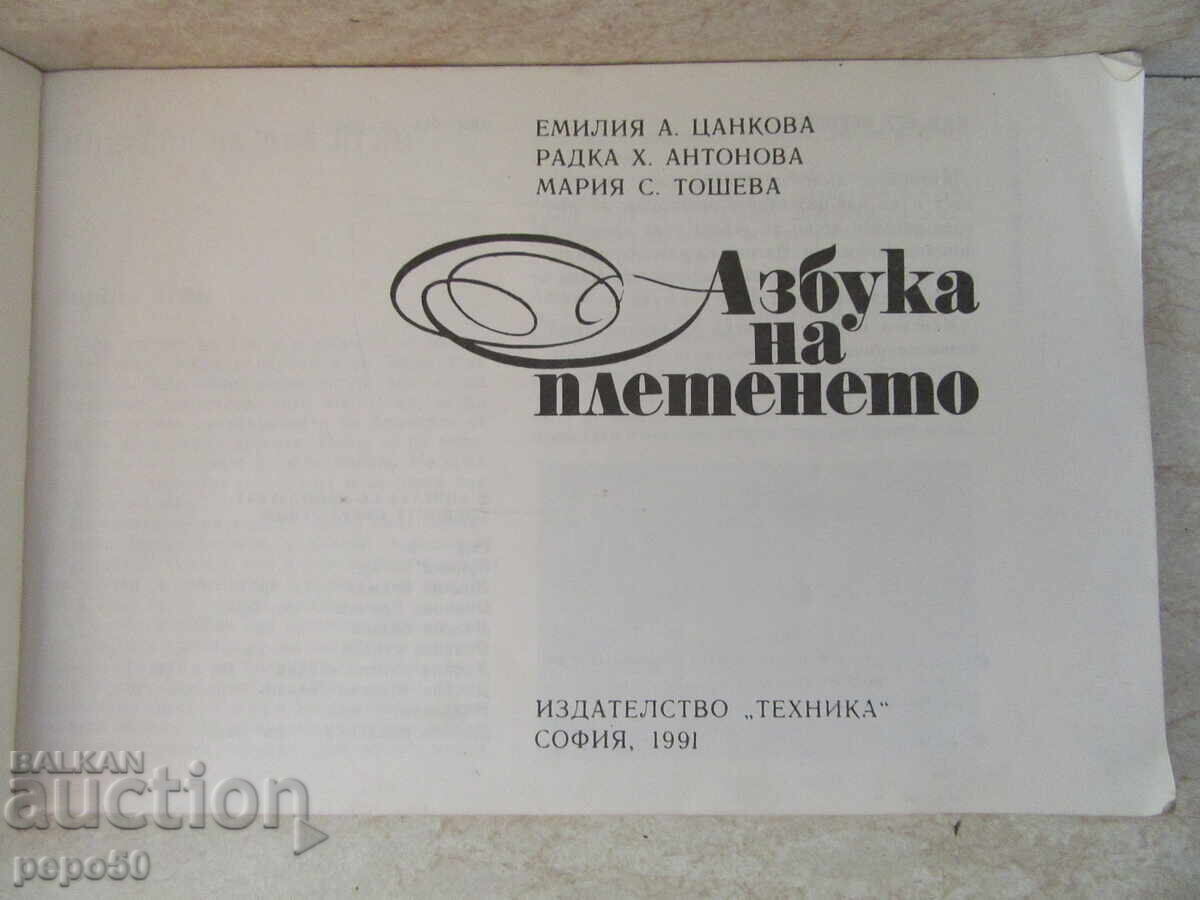 ЕМИЛИЯ А. ЦАНКОВА
РАДКА Х. АНТОНОВА
МАРИЯ С. ТОШЕВА
Азбука
на
плетенето
ИЗДАТЕЛСТВО „ТЕХНИКА“
СОФИЯ, 1991
BALKAN
auction
pepo50